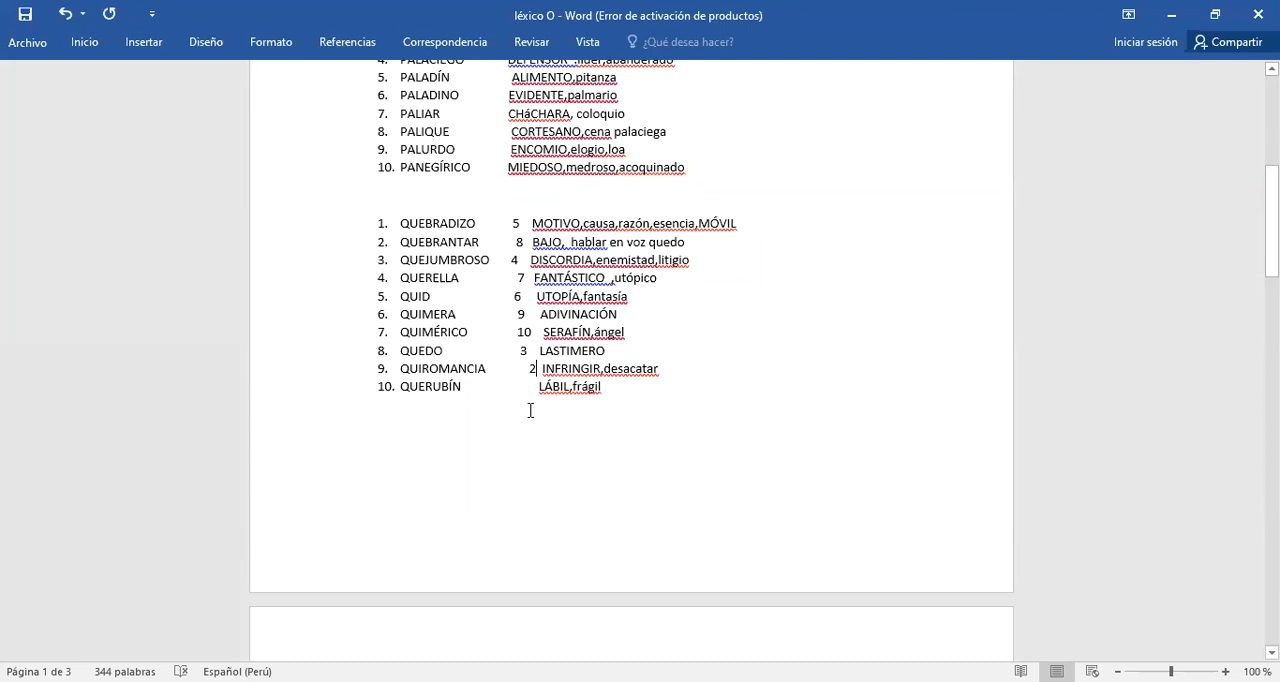 léxico O - Word (Error de activación de productos)
Archivo Inicio Insertar Diseño Formato Referencias Correspondencia Revisar Vista ¿Qué desea hacer? Iniciar sesión Compartir
4. PALACIEGO DEFENSOR .líder,abanderado
5. PALADÍN ALIMENTO,pitanza
6. PALADINO EVIDENTE,palmario
7. PALIAR CHáCHARA, coloquio
8. PALIQUE CORTESANO,cena palaciega
9. PALURDO ENCOMIO,elogio,loa
10. PANEGÍRICO MIEDOSO,medroso,acoquinado
1. QUEBRADIZO 5 MOTIVO,causa,razón,esencia,MÓVIL
2. QUEBRANTAR 8 BAJO, hablar en voz quedo
3. QUEJUMBROSO 4 DISCORDIA,enemistad,litigio
4. QUERELLA 7 FANTÁSTICO ,utópico
5. QUID 6 UTOPÍA,fantasía
6. QUIMERA 9 ADIVINACIÓN
7. QUIMÉRICO 10 SERAFÍN,ángel
8. QUEDO 3 LASTIMERO
9. QUIROMANCIA 2 INFRINGIR,desacatar
10. QUERUBÍN LÁBIL,frágil
Página 1 de 3 344 palabras Español (Perú) 100 %